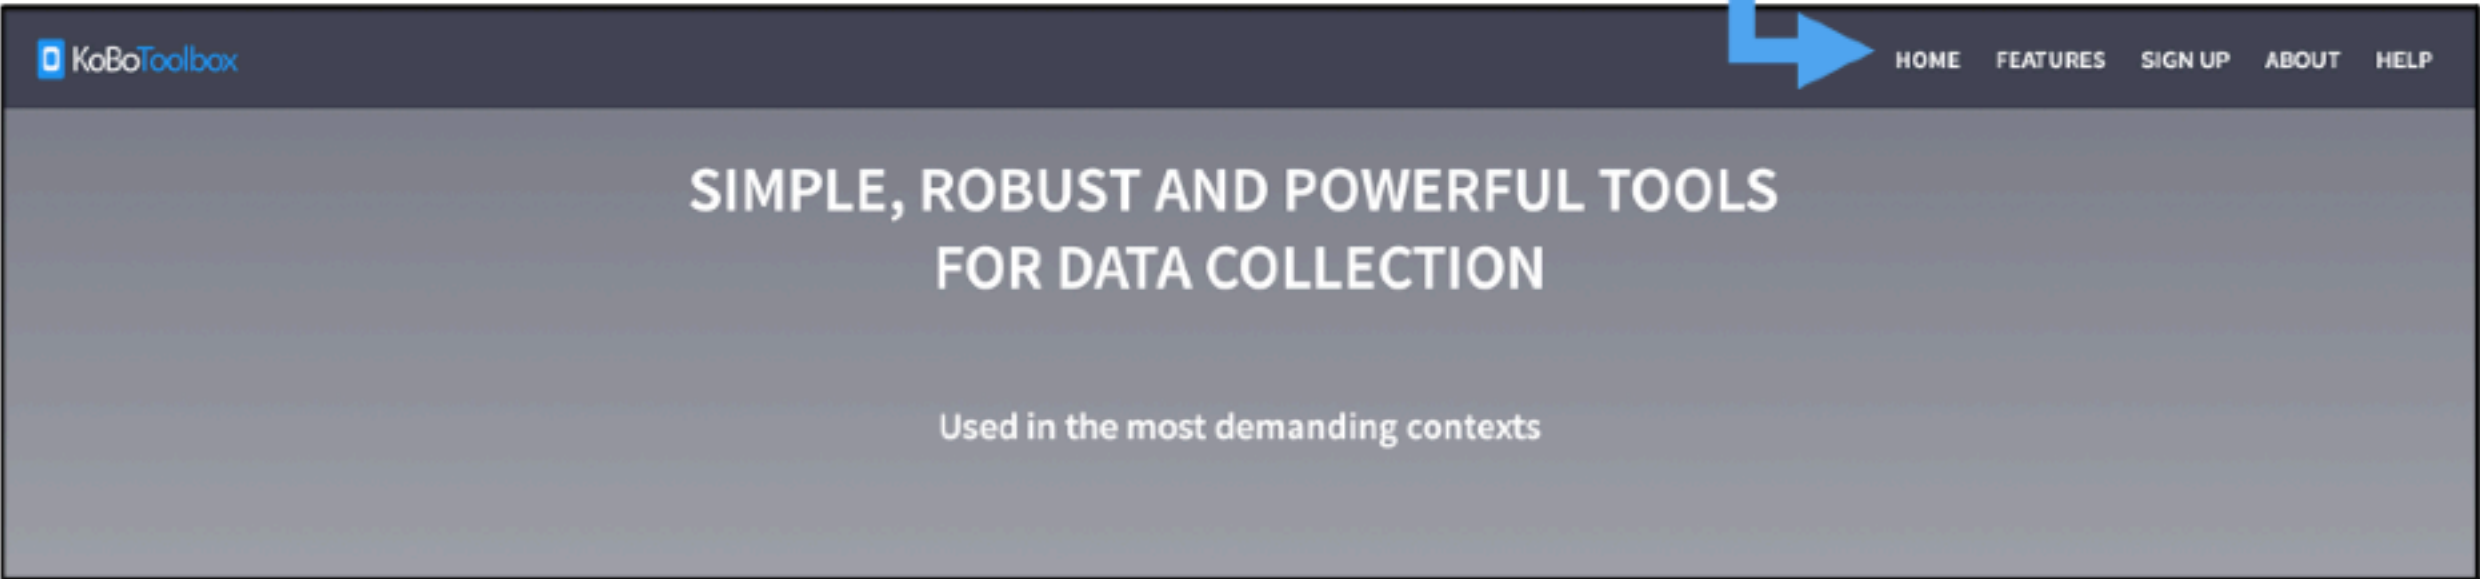 KoBoToolbox
HOME FEATURES SIGN UP ABOUT HELP
SIMPLE, ROBUST AND POWERFUL TOOLS
FOR DATA COLLECTION
Used in the most demanding contexts